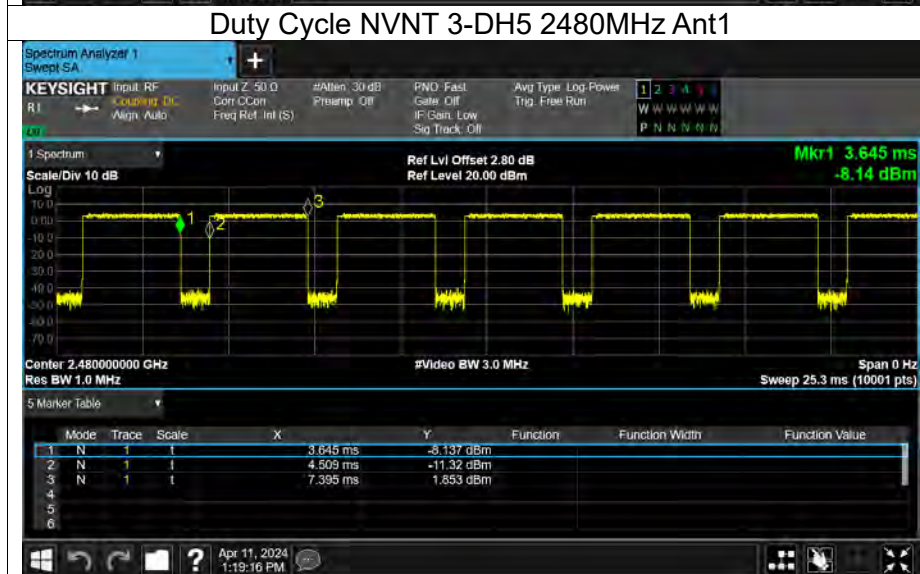 Duty Cycle NVNT 3-DH5 2480MHz Ant1
Spectrum Analyzer 1
Swept SA
+
KEYSIGHT Input: RF Input Z: 50 Ω #Atten: 30 dB PNO: Fast Avg Type: Log-Power 1 2 3 4 5 6
Coupling: DC Corr CCorr Preamp: Off Gate: Off Trig: Free Run W W W W W W
Align: Auto Freq Ref: Int (S) IF Gain: Low
Sig Track: Off P N N N N N
1 Spectrum
Ref Lvl Offset 2.80 dB Mkr1 3.645 ms
Scale/Div 10 dB Ref Level 20.00 dBm -8.14 dBm
Log
10.0
0.00
-10.0
-20.0
-30.0
-40.0
-50.0
-60.0
-70.0
1
2
3
Center 2.480000000 GHz #Video BW 3.0 MHz Span 0 Hz
Res BW 1.0 MHz Sweep 25.3 ms (10001 pts)
5 Marker Table
Mode Trace Scale X Y Function Function Width Function Value
1 N 1 t 3.645 ms -8.137 dBm
2 N 1 t 4.509 ms -11.32 dBm
3 N 1 t 7.395 ms 1.853 dBm
4
5
6
? Apr 11, 2024
1:19:16 PM